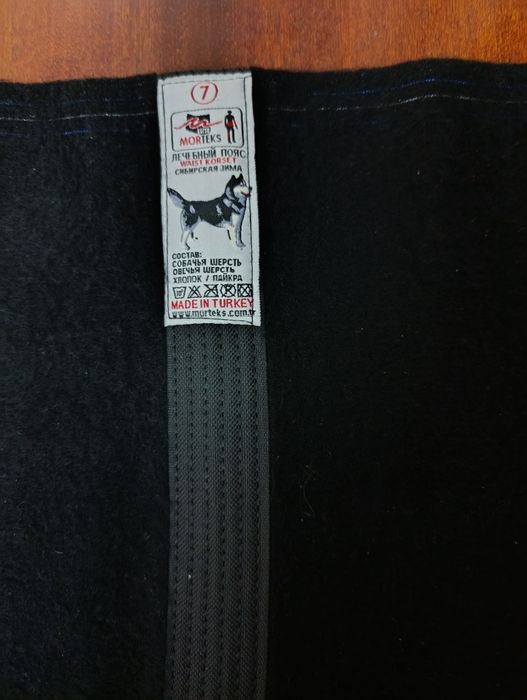 7
MORTEKS
ЛЕЧЕБНЫЙ ПОЯС
WAIST KORSET
СИБИРСКАЯ ЗИМА
СОСТАВ:
СОБАЧЬЯ ШЕРСТЬ
ОВЕЧЬЯ ШЕРСТЬ
ХЛОПОК / ЛАЙКРА
MADE IN TURKEY
www.morteks.com.tr